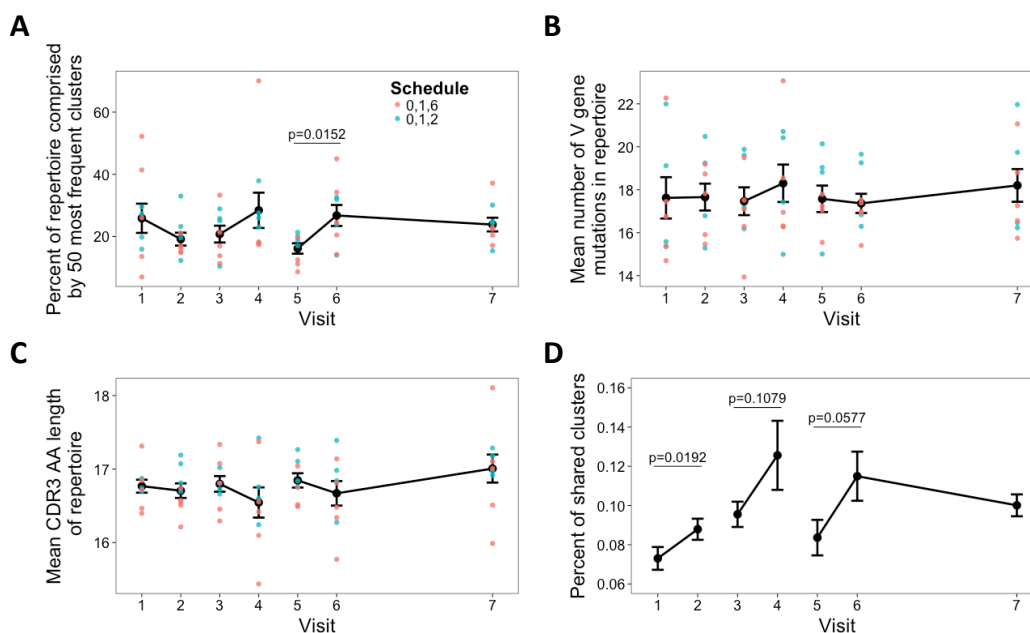 A
Percent of repertoire comprised
by 50 most frequent clusters
60
40
20
Schedule
0,1,6
0,1,2
p=0.0152
1 2 3 4 5 6 7
Visit
B
Mean number of V gene
mutations in repertoire
22
20
18
16
14
1 2 3 4 5 6 7
Visit
C
Mean CDR3 AA length
of repertoire
18
17
16
1 2 3 4 5 6 7
Visit
D
Percent of shared clusters
0.16
0.14
0.12
0.10
0.08
0.06
p=0.0192
p=0.1079
p=0.0577
1 2 3 4 5 6 7
Visit